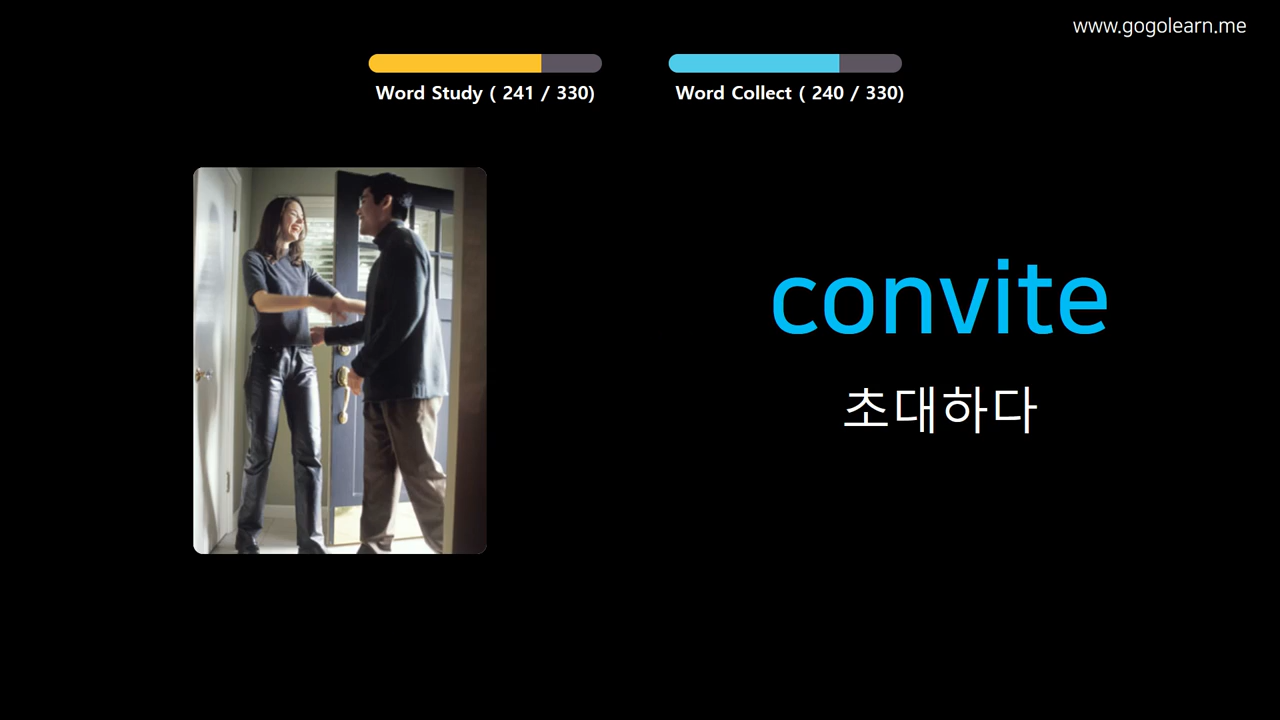 www.gogolearn.me
Word Study ( 241 / 330)
Word Collect ( 240 / 330)
convite
초대하다